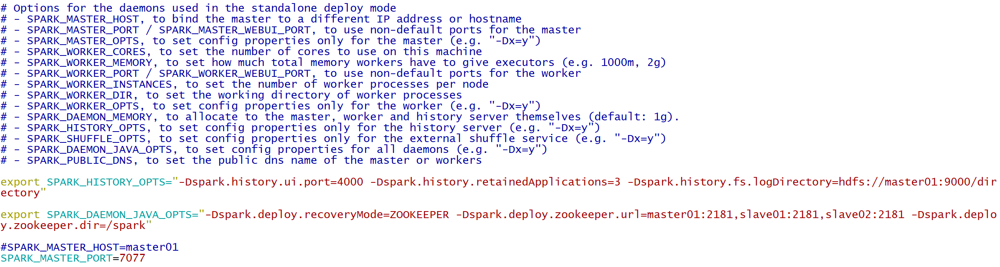 # Options for the daemons used in the standalone deploy mode
# - SPARK_MASTER_HOST, to bind the master to a different IP address or hostname
# - SPARK_MASTER_PORT / SPARK_MASTER_WEBUI_PORT, to use non-default ports for the master
# - SPARK_MASTER_OPTS, to set config properties only for the master (e.g. "-Dx=y")
# - SPARK_WORKER_CORES, to set the number of cores to use on this machine
# - SPARK_WORKER_MEMORY, to set how much total memory workers have to give executors (e.g. 1000m, 2g)
# - SPARK_WORKER_PORT / SPARK_WORKER_WEBUI_PORT, to use non-default ports for the worker
# - SPARK_WORKER_INSTANCES, to set the number of worker processes per node
# - SPARK_WORKER_DIR, to set the working directory of worker processes
# - SPARK_WORKER_OPTS, to set config properties only for the worker (e.g. "-Dx=y")
# - SPARK_DAEMON_MEMORY, to allocate to the master, worker and history server themselves (default: 1g).
# - SPARK_HISTORY_OPTS, to set config properties only for the history server (e.g. "-Dx=y")
# - SPARK_SHUFFLE_OPTS, to set config properties only for the external shuffle service (e.g. "-Dx=y")
# - SPARK_DAEMON_JAVA_OPTS, to set config properties for all daemons (e.g. "-Dx=y")
# - SPARK_PUBLIC_DNS, to set the public dns name of the master or workers
export SPARK_HISTORY_OPTS="-Dspark.history.ui.port=4000 -Dspark.history.retainedApplications=3 -Dspark.history.fs.logDirectory=hdfs://master01:9000/dir
ectory"
export SPARK_DAEMON_JAVA_OPTS="-Dspark.deploy.recoveryMode=ZOOKEEPER -Dspark.deploy.zookeeper.url=master01:2181,slave01:2181,slave02:2181 -Dspark.deplo
y.zookeeper.dir=/spark"
#SPARK_MASTER_HOST=master01
SPARK_MASTER_PORT=7077